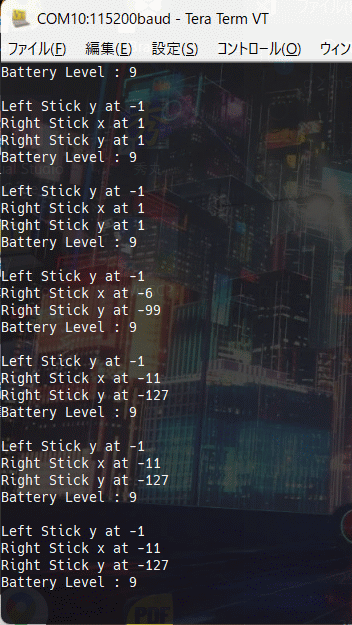 COM10:115200baud - Tera Term VT
ファイル(F) 編集(E) 設定(S) コントロール(O) ウィン
Battery Level : 9
Left Stick y at -1
Right Stick x at 1
Right Stick y at 1
Battery Level : 9
Left Stick y at -1
Right Stick x at 1
Right Stick y at 1
Battery Level : 9
Left Stick y at -1
Right Stick x at -6
Right Stick y at -99
Battery Level : 9
Left Stick y at -1
Right Stick x at -11
Right Stick y at -127
Battery Level : 9
Left Stick y at -1
Right Stick x at -11
Right Stick y at -127
Battery Level : 9
Left Stick y at -1
Right Stick x at -11
Right Stick y at -127
Battery Level : 9
PDF